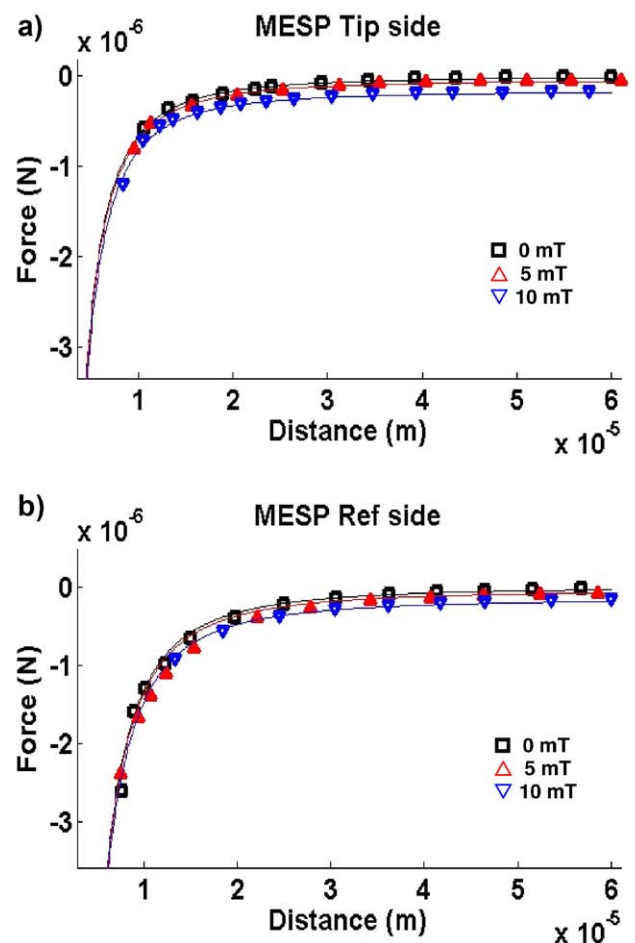 a)
x 10-6
MESP Tip side
0
-1
-2
-3
Force (N)
0 mT
5 mT
10 mT
1 2 3 4 5 6
Distance (m)
x 10-5
b)
x 10-6
MESP Ref side
0
-1
-2
-3
Force (N)
0 mT
5 mT
10 mT
1 2 3 4 5 6
Distance (m)
x 10-5